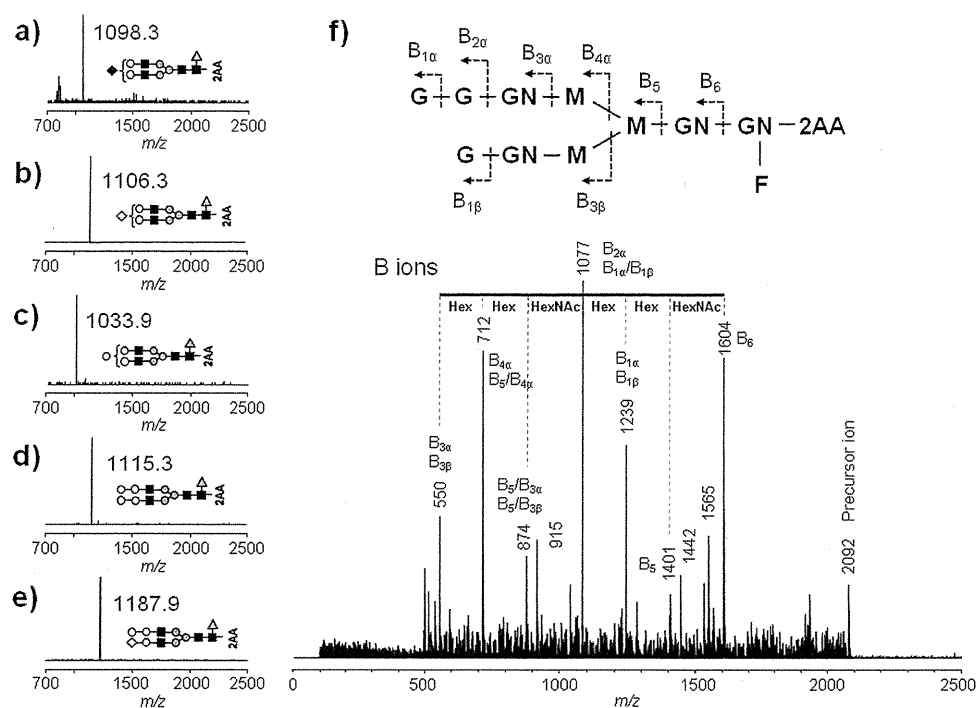 a)
1098.3
2AA
700 1500 2000 2500
m/z
b)
1106.3
2AA
700 1500 2000 2500
m/z
c)
1033.9
2AA
700 1500 2000 2500
m/z
d)
1115.3
2AA
700 1500 2000 2500
m/z
e)
1187.9
2AA
700 1500 2000 2500
m/z
f)
B1α B2α B3α B4α
G G GN M
B5 B6
M GN GN 2AA
G GN M
F
B1β B3β
B ions
1077
B2α
B1α/B1β
Hex Hex HexNAc Hex Hex HexNAc
712
B4α
B5/B4α
1604
B6
B1α
B1β
1239
B3α
B3β
550
B5/B3α
B5/B3β
874
915
B5
1401
1442
1565
2092 Precursor ion
0 500 1000 1500 2000 2500
m/z